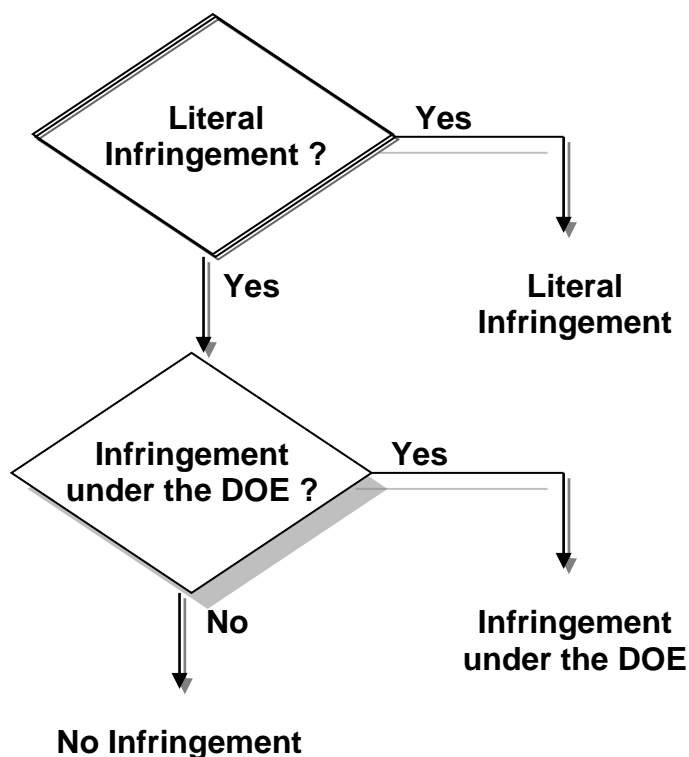 Literal
Infringement ?
Yes
Literal
Infringement
Yes
Infringement
under the DOE ?
Yes
Infringement
under the DOE
No
No Infringement